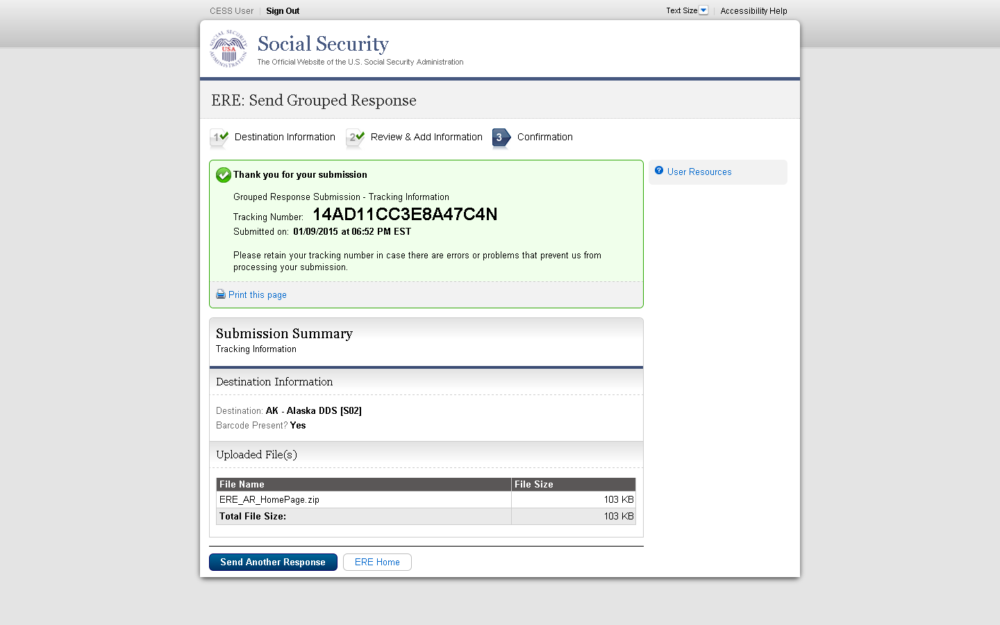 CESS User | Sign Out
Text Size
Accessibility Help
SOCIAL SECURITY ADMINISTRATION
USA
Social Security
The Official Website of the U.S. Social Security Administration
ERE: Send Grouped Response
1 Destination Information
2 Review & Add Information
3 Confirmation
Thank you for your submission
Grouped Response Submission - Tracking Information
Tracking Number: 14AD11CC3E8A47C4N
Submitted on: 01/09/2015 at 06:52 PM EST
Please retain your tracking number in case there are errors or problems that prevent us from
processing your submission.
Print this page
? User Resources
Submission Summary
Tracking Information
Destination Information
Destination: AK - Alaska DDS [S02]
Barcode Present? Yes
Uploaded File(s)
File Name File Size
ERE_AR_HomePage.zip 103 KB
Total File Size: 103 KB
Send Another Response
ERE Home